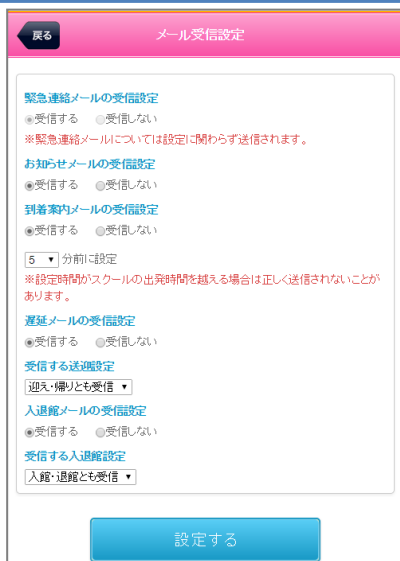 戻る
メール受信設定
緊急連絡メールの受信設定
受信する 受信しない
※緊急連絡メールについては設定に関わらず送信されます。
お知らせメールの受信設定
受信する 受信しない
到着案内メールの受信設定
受信する 受信しない
5 分前に設定
※設定時間がスクールの出発時間を越える場合は正しく送信されないことが
あります。
遅延メールの受信設定
受信する 受信しない
受信する送迎設定
迎え・帰りとも受信
入退館メールの受信設定
受信する 受信しない
受信する入退館設定
入館・退館とも受信
設定する